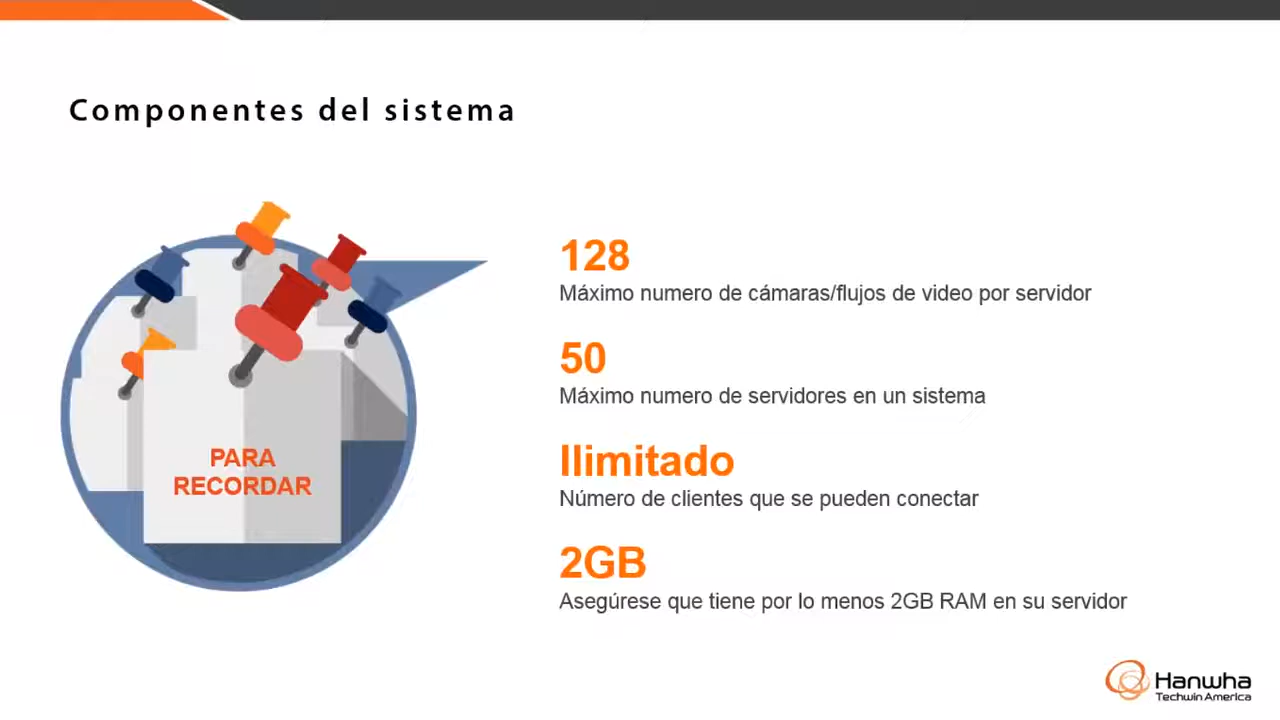 Componentes del sistema
128
Máximo numero de cámaras/flujos de video por servidor
50
Máximo numero de servidores en un sistema
Ilimitado
Número de clientes que se pueden conectar
2GB
Asegúrese que tiene por lo menos 2GB RAM en su servidor
PARA
RECORDAR
Hanwha
Techwin America